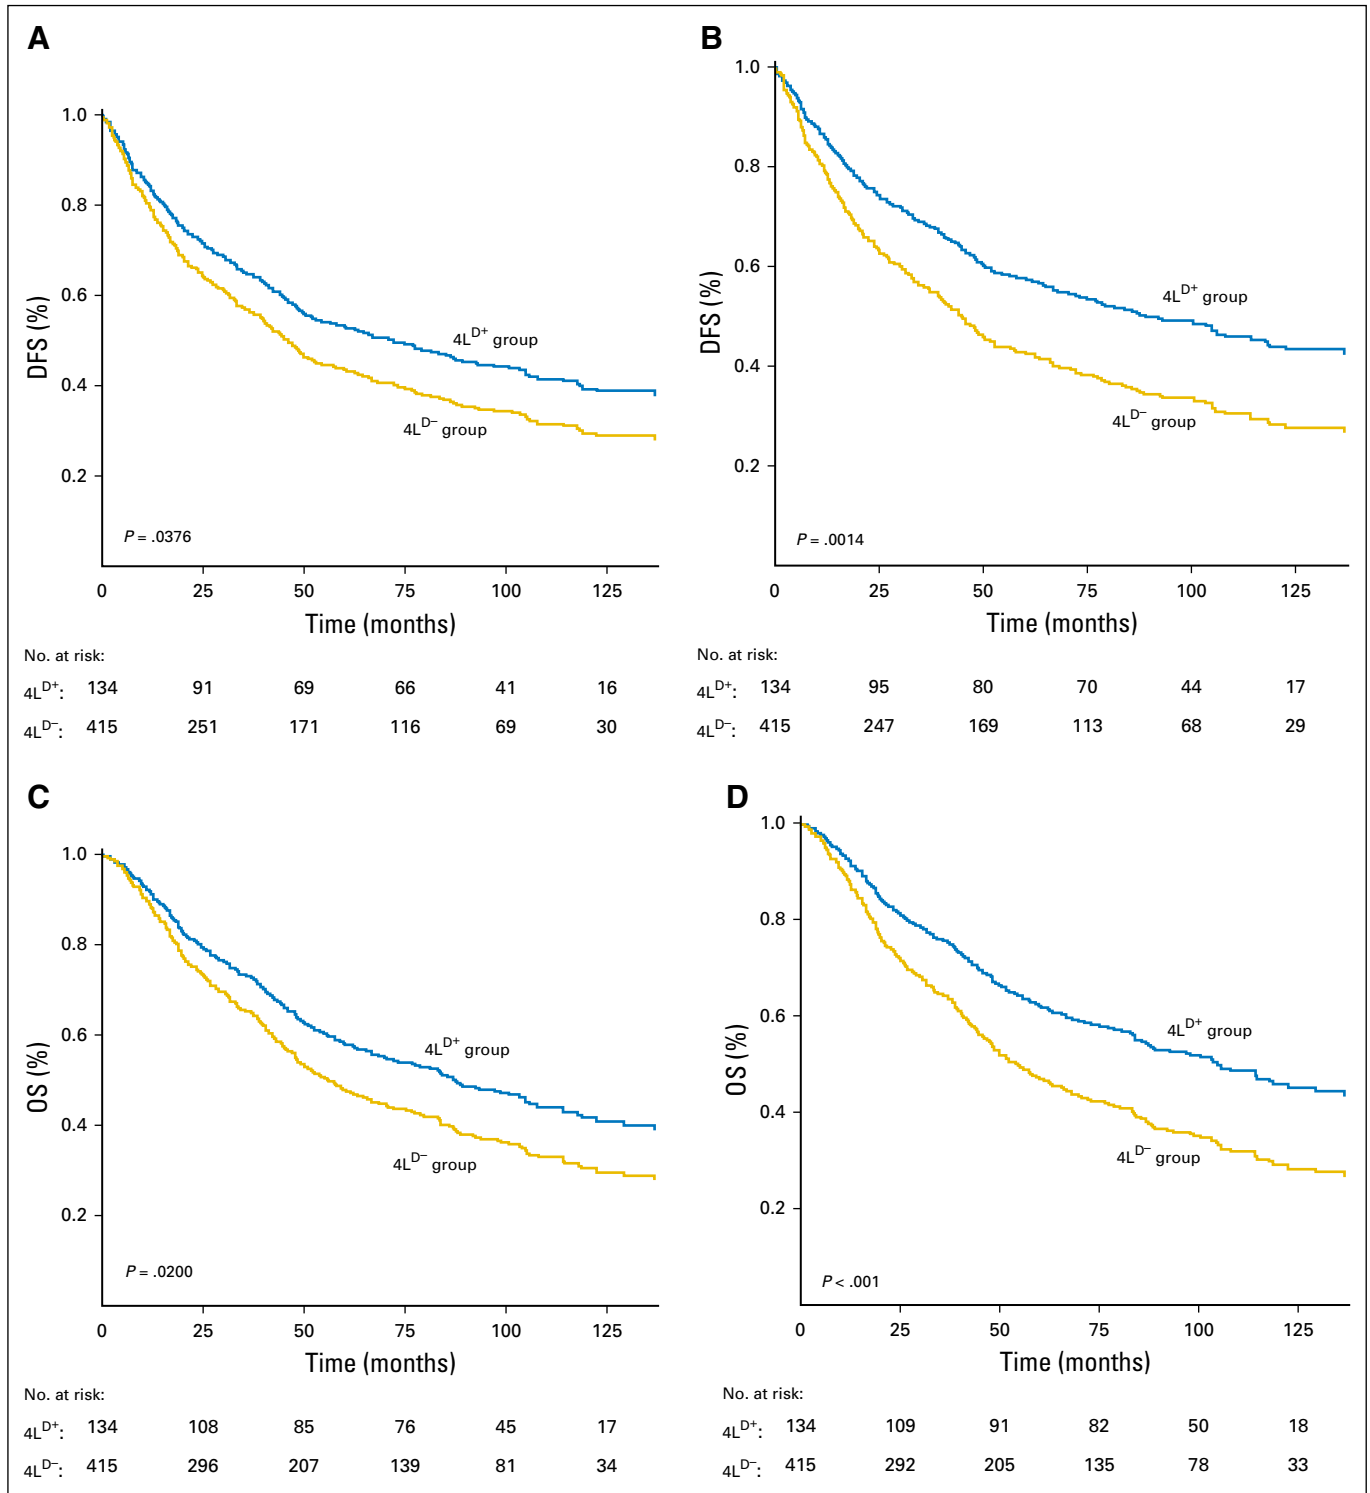 A
1.0
0.8
0.6
0.4
0.2
DFS (%)
4L^D+ group
4L^D– group
P = .0376
0 25 50 75 100 125
Time (months)
No. at risk:
4L^D+: 134 91 69 66 41 16
4L^D–: 415 251 171 116 69 30
B
1.0
0.8
0.6
0.4
0.2
DFS (%)
4L^D+ group
4L^D– group
P = .0014
0 25 50 75 100 125
Time (months)
No. at risk:
4L^D+: 134 95 80 70 44 17
4L^D–: 415 247 169 113 68 29
C
1.0
0.8
0.6
0.4
0.2
OS (%)
4L^D+ group
4L^D– group
P = .0200
0 25 50 75 100 125
Time (months)
No. at risk:
4L^D+: 134 108 85 76 45 17
4L^D–: 415 296 207 139 81 34
D
1.0
0.8
0.6
0.4
0.2
OS (%)
4L^D+ group
4L^D– group
P < .001
0 25 50 75 100 125
Time (months)
No. at risk:
4L^D+: 134 109 91 82 50 18
4L^D–: 415 292 205 135 78 33